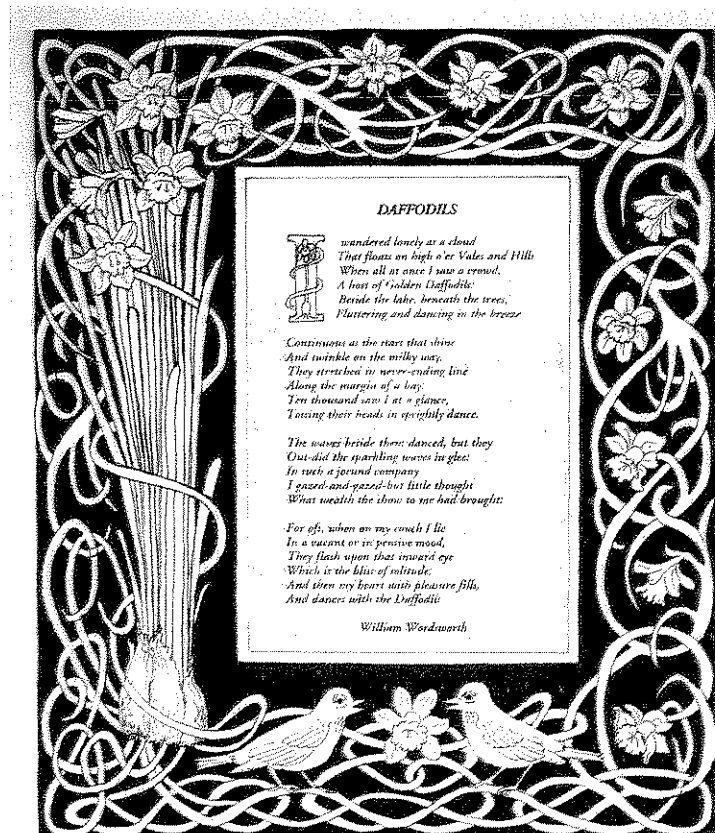 DAFFODILS
I wandered lonely as a cloud
That floats on high o'er Vales and Hills
When all at once I saw a crowd,
A host of Golden Daffodils;
Beside the lake, beneath the trees,
Fluttering and dancing in the breeze
Continuous as the stars that shine
And twinkle on the milky way,
They stretched in never-ending line
Along the margin of a bay:
Ten thousand saw I at a glance,
Tossing their heads in sprightly dance.
The waves beside them danced, but they
Out-did the sparkling waves in glee:
In such a jocund company
I gazed-and-gazed-but little thought
What wealth the show to me had brought:
For oft, when on my couch I lie
In a vacant or in pensive mood,
They flash upon that inward eye
Which is the bliss of solitude;
And then my heart with pleasure fills,
And dances with the Daffodils
William Wordsworth